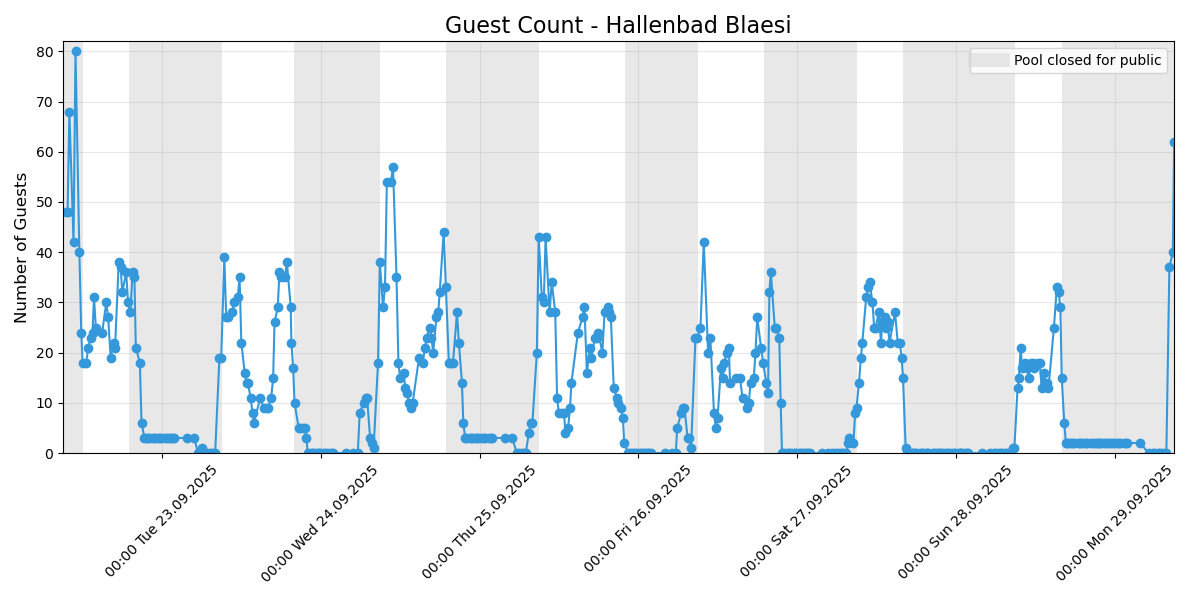 Guest Count - Hallenbad Blaesi
Pool closed for public
Number of Guests
80
70
60
50
40
30
20
10
0
00:00 Tue 23.09.2025
00:00 Wed 24.09.2025
00:00 Thu 25.09.2025
00:00 Fri 26.09.2025
00:00 Sat 27.09.2025
00:00 Sun 28.09.2025
00:00 Mon 29.09.2025